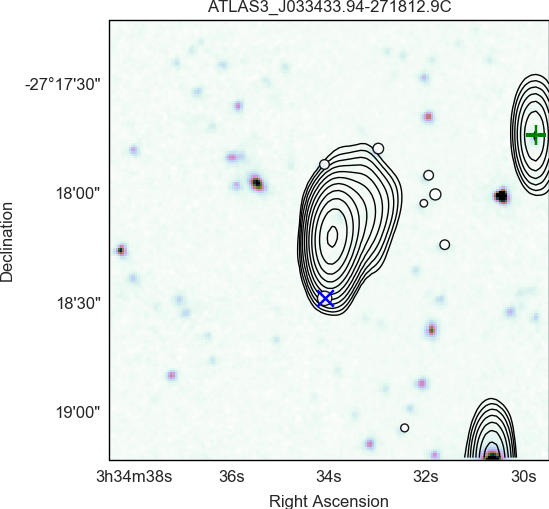 ATLAS3_J033433.94-271812.9C
-27°17'30"
18'00"
18'30"
19'00"
Declination
3h34m38s 36s 34s 32s 30s
Right Ascension